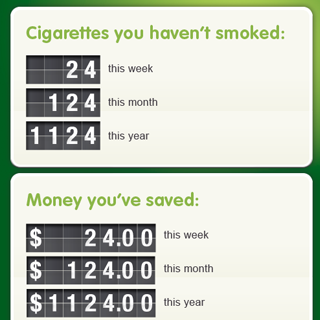 Cigarettes you haven't smoked:
24 this week
124 this month
1124 this year
Money you've saved:
$ 24.00 this week
$ 124.00 this month
$1124.00 this year